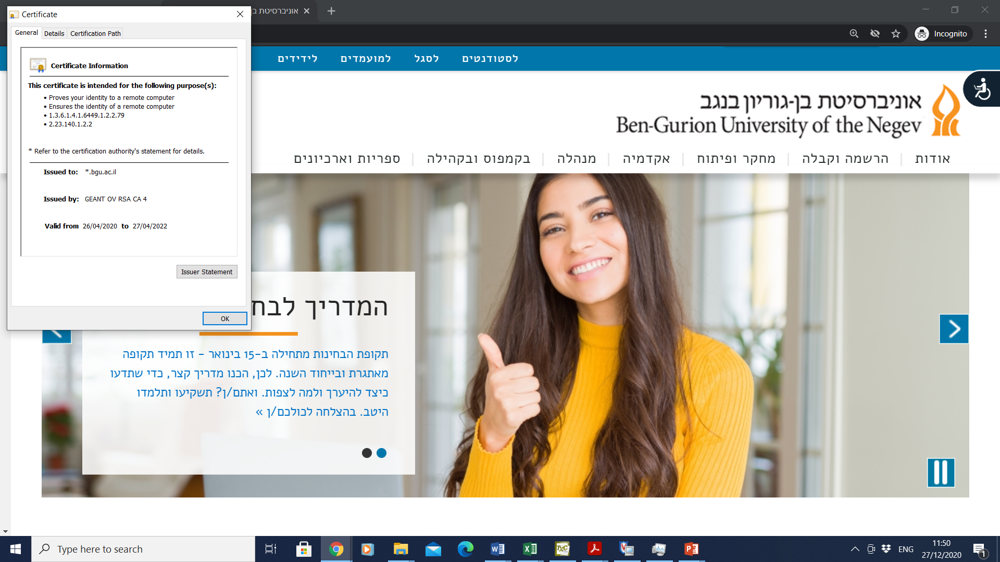 Certificate
אוניברסיטת ב
General
Details
Certification Path
Incognito
Certificate Information
This certificate is intended for the following purpose(s):
• Proves your identity to a remote computer
• Ensures the identity of a remote computer
• 1.3.6.1.4.1.6449.1.2.2.79
• 2.23.140.1.2.2
* Refer to the certification authority's statement for details.
Issued to: *.bgu.ac.il
Issued by: GEANT OV RSA CA 4
Valid from 26/04/2020 to 27/04/2022
Issuer Statement
OK
לסטודנטים לסגל למועמדים לידידים
אוניברסיטת בן-גוריון בנגב
Ben-Gurion University of the Negev
אודות | הרשמה וקבלה | מחקר ופיתוח | אקדמיה | מנהלה | בקמפוס ובקהילה | ספריות וארכיונים
המדריך לבח
תקופת הבחינות מתחילה ב-15 בינואר - זו תמיד תקופה
מאתגרת ובייחוד השנה. לכן, הכנו מדריך קצר, כדי שתדעו
כיצד להיערך ולמה לצפות. ואתם/ן? תשקיעו ותלמדו
היטב. בהצלחה לכולכם/ן »
Type here to search
ENG
11:50
27/12/2020
1